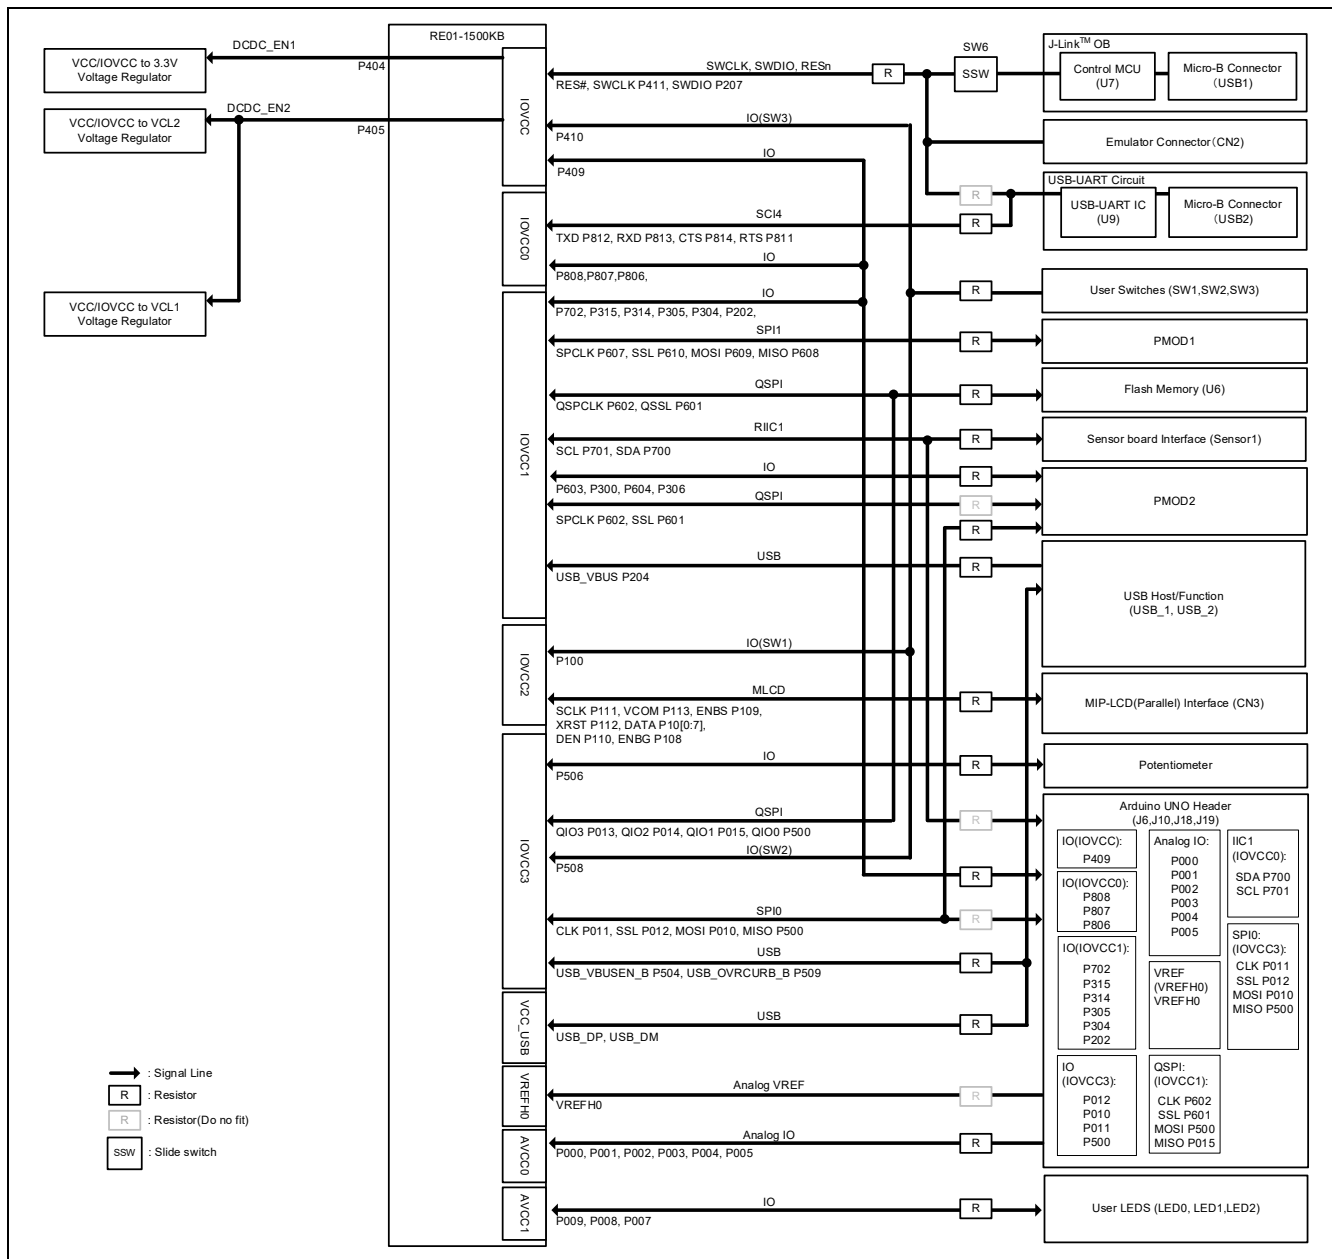 RE01-1500KB
VCC/IOVCC to 3.3V
Voltage Regulator
DCDC_EN1
P404
VCC/IOVCC to VCL2
Voltage Regulator
DCDC_EN2
P405
VCC/IOVCC to VCL1
Voltage Regulator
IOVCC
SWCLK, SWDIO, RESn
RES#, SWCLK P411, SWDIO P207
R
SW6
SSW
J-Link™ OB
Control MCU
(U7)
Micro-B Connector
(USB1)
IO(SW3)
P410
Emulator Connector(CN2)
IO
P409
USB-UART Circuit
USB-UART IC
(U9)
Micro-B Connector
(USB2)
R
IOVCC0
SCI4
TXD P812, RXD P813, CTS P814, RTS P811
R
IO
P808,P807,P806,
IOVCC1
IO
P702, P315, P314, P305, P304, P202,
R
User Switches (SW1,SW2,SW3)
SPI1
SPCLK P607, SSL P610, MOSI P609, MISO P608
R
PMOD1
QSPI
QSPCLK P602, QSSL P601
R
Flash Memory (U6)
RIIC1
SCL P701, SDA P700
R
Sensor board Interface (Sensor1)
IO
P603, P300, P604, P306
R
QSPI
SPCLK P602, SSL P601
R
R
PMOD2
USB
USB_VBUS P204
R
USB Host/Function
(USB_1, USB_2)
IOVCC2
IO(SW1)
P100
MLCD
SCLK P111, VCOM P113, ENBS P109,
XRST P112, DATA P10[0:7],
DEN P110, ENBG P108
R
MIP-LCD(Parallel) Interface (CN3)
IOVCC3
IO
P506
R
Potentiometer
QSPI
QIO3 P013, QIO2 P014, QIO1 P015, QIO0 P500
R
IO(SW2)
P508
R
SPI0
CLK P011, SSL P012, MOSI P010, MISO P500
R
USB
USB_VBUSEN_B P504, USB_OVRCURB_B P509
R
VCC_USB
USB
USB_DP, USB_DM
R
VREFH0
Analog VREF
VREFH0
R
AVCC0
Analog IO
P000, P001, P002, P003, P004, P005
R
AVCC1
IO
P009, P008, P007
R
User LEDS (LED0, LED1,LED2)
Arduino UNO Header
(J6,J10,J18,J19)
IO(IOVCC):
P409
IO(IOVCC0):
P808
P807
P806
IO(IOVCC1):
P702
P315
P314
P305
P304
P202
IO
(IOVCC3):
P012
P010
P011
P500
Analog IO:
P000
P001
P002
P003
P004
P005
VREF
(VREFH0)
VREFH0
QSPI:
(IOVCC1):
CLK P602
SSL P601
MOSI P500
MISO P015
IIC1
(IOVCC0):
SDA P700
SCL P701
SPI0:
(IOVCC3):
CLK P011
SSL P012
MOSI P010
MISO P500
: Signal Line
R : Resistor
R : Resistor(Do no fit)
SSW : Slide switch